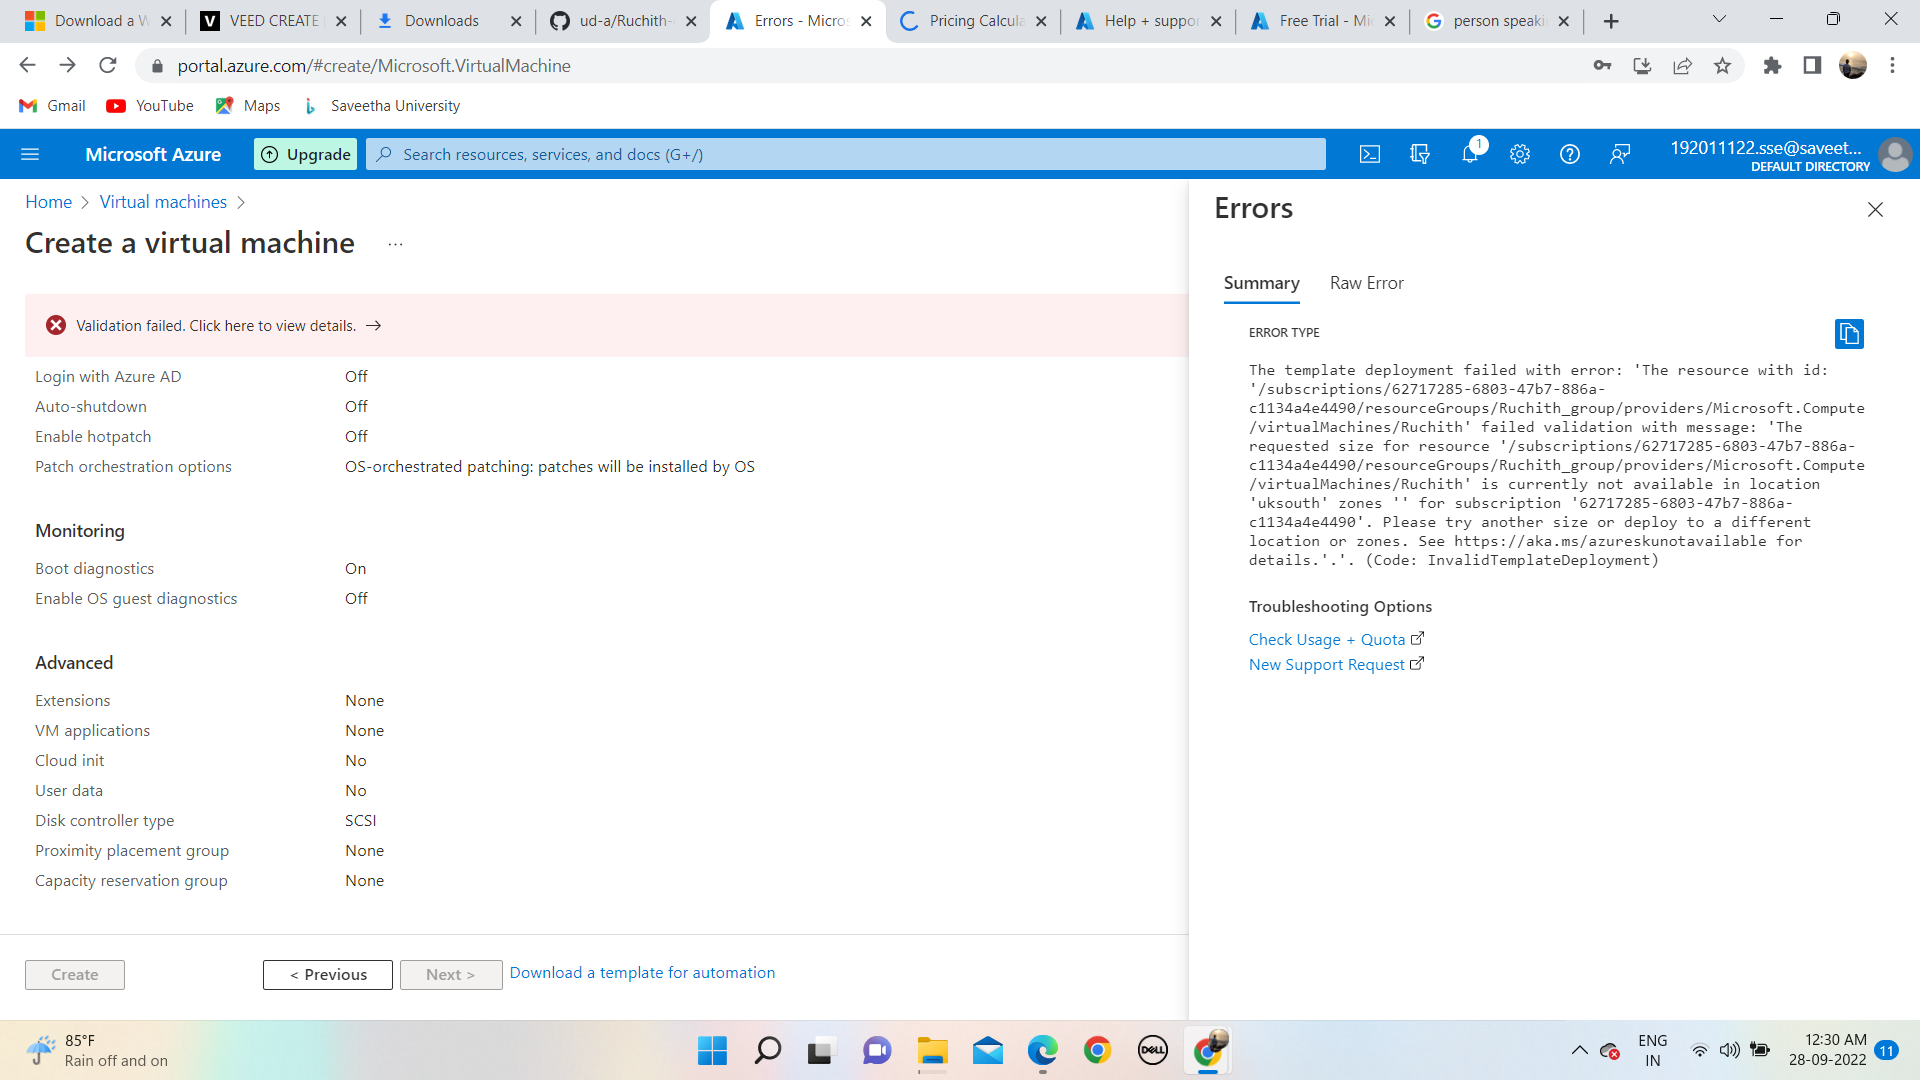 Download a W
VEED CREATE
Downloads
ud-a/Ruchith-
Errors - Micros
Pricing Calcula
Help + suppor
Free Trial - Mi
person speaki
portal.azure.com/#create/Microsoft.VirtualMachine
Gmail
YouTube
Maps
Saveetha University
Microsoft Azure
Upgrade
Search resources, services, and docs (G+/)
1
192011122.sse@saveet...
DEFAULT DIRECTORY
Home
Virtual machines
Create a virtual machine
...
Validation failed. Click here to view details.
Login with Azure AD Off
Auto-shutdown Off
Enable hotpatch Off
Patch orchestration options OS-orchestrated patching: patches will be installed by OS
Monitoring
Boot diagnostics On
Enable OS guest diagnostics Off
Advanced
Extensions None
VM applications None
Cloud init No
User data No
Disk controller type SCSI
Proximity placement group None
Capacity reservation group None
Create
< Previous
Next >
Download a template for automation
Errors
Summary
Raw Error
ERROR TYPE
The template deployment failed with error: 'The resource with id:
'/subscriptions/62717285-6803-47b7-886a-
c1134a4e4490/resourceGroups/Ruchith_group/providers/Microsoft.Compute
/virtualMachines/Ruchith' failed validation with message: 'The
requested size for resource '/subscriptions/62717285-6803-47b7-886a-
c1134a4e4490/resourceGroups/Ruchith_group/providers/Microsoft.Compute
/virtualMachines/Ruchith' is currently not available in location
'uksouth' zones '' for subscription '62717285-6803-47b7-886a-
c1134a4e4490'. Please try another size or deploy to a different
location or zones. See https://aka.ms/azureskunotavailable for
details.'.'. (Code: InvalidTemplateDeployment)
Troubleshooting Options
Check Usage + Quota
New Support Request
85°F
Rain off and on
DELL
ENG
IN
12:30 AM
28-09-2022
11